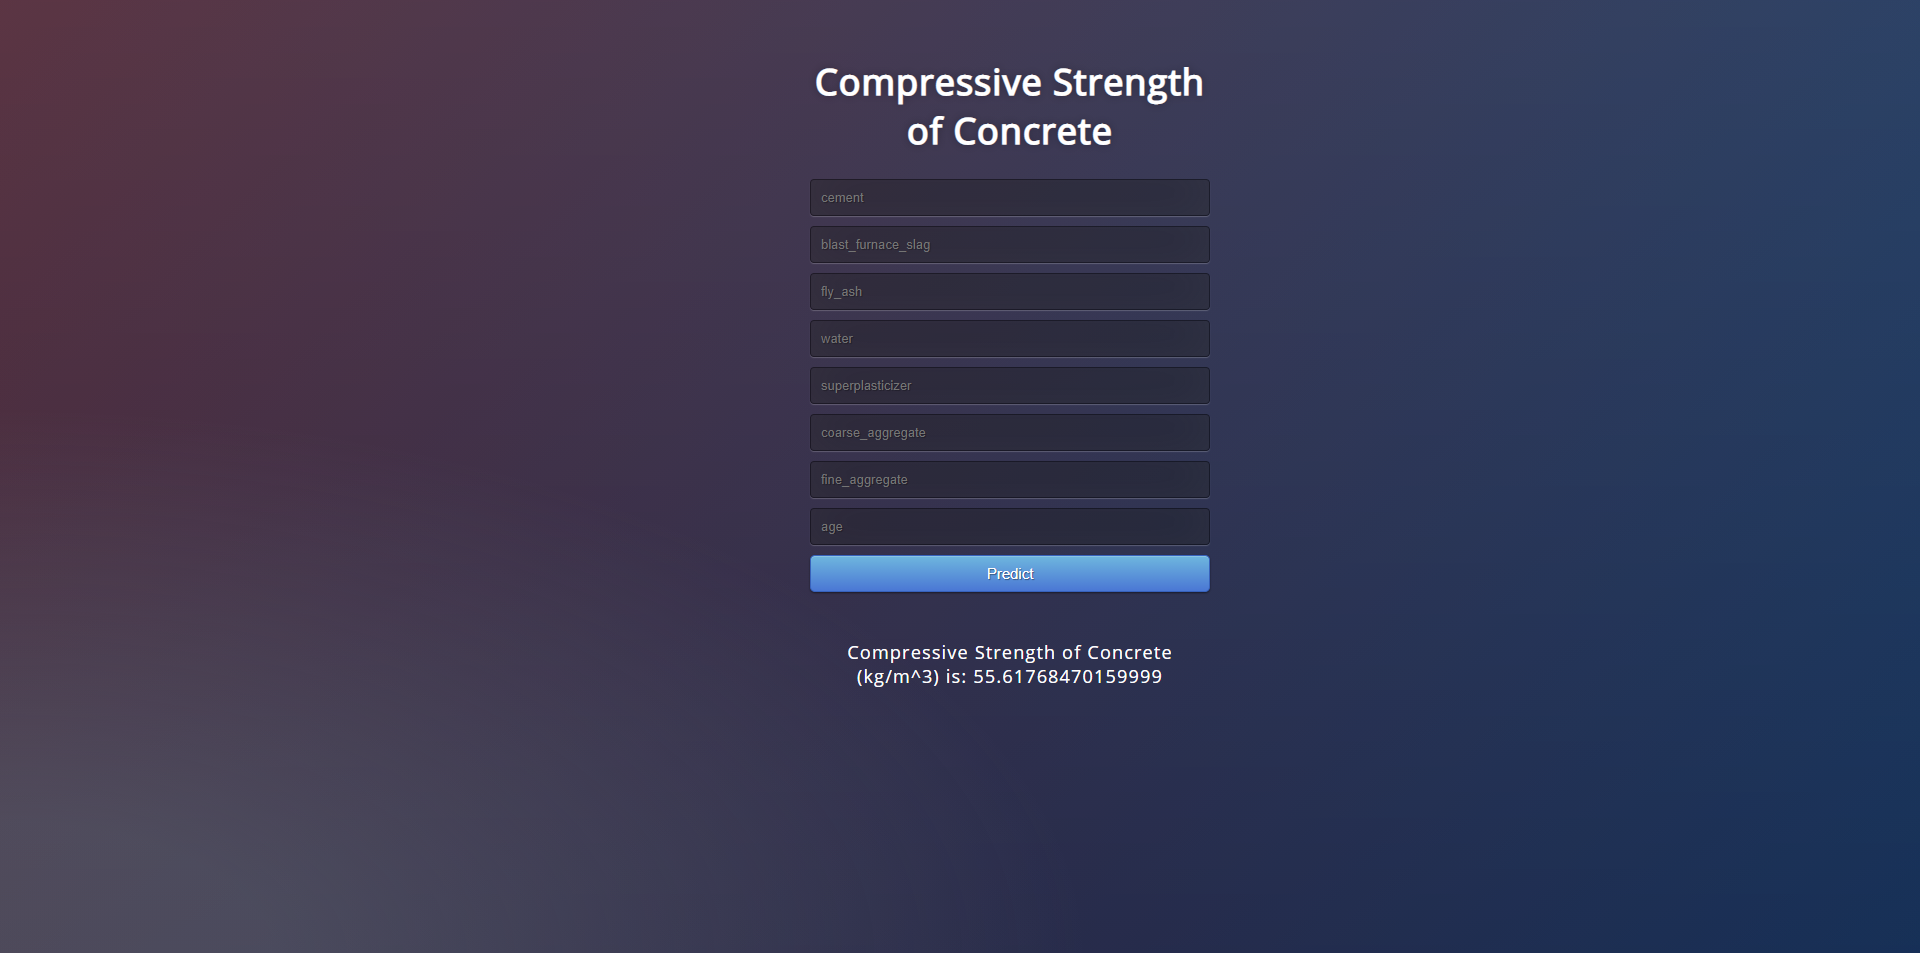 Compressive Strength
of Concrete
cement
blast_furnace_slag
fly_ash
water
superplasticizer
coarse_aggregate
fine_aggregate
age
Predict
Compressive Strength of Concrete
(kg/m^3) is: 55.61768470159999